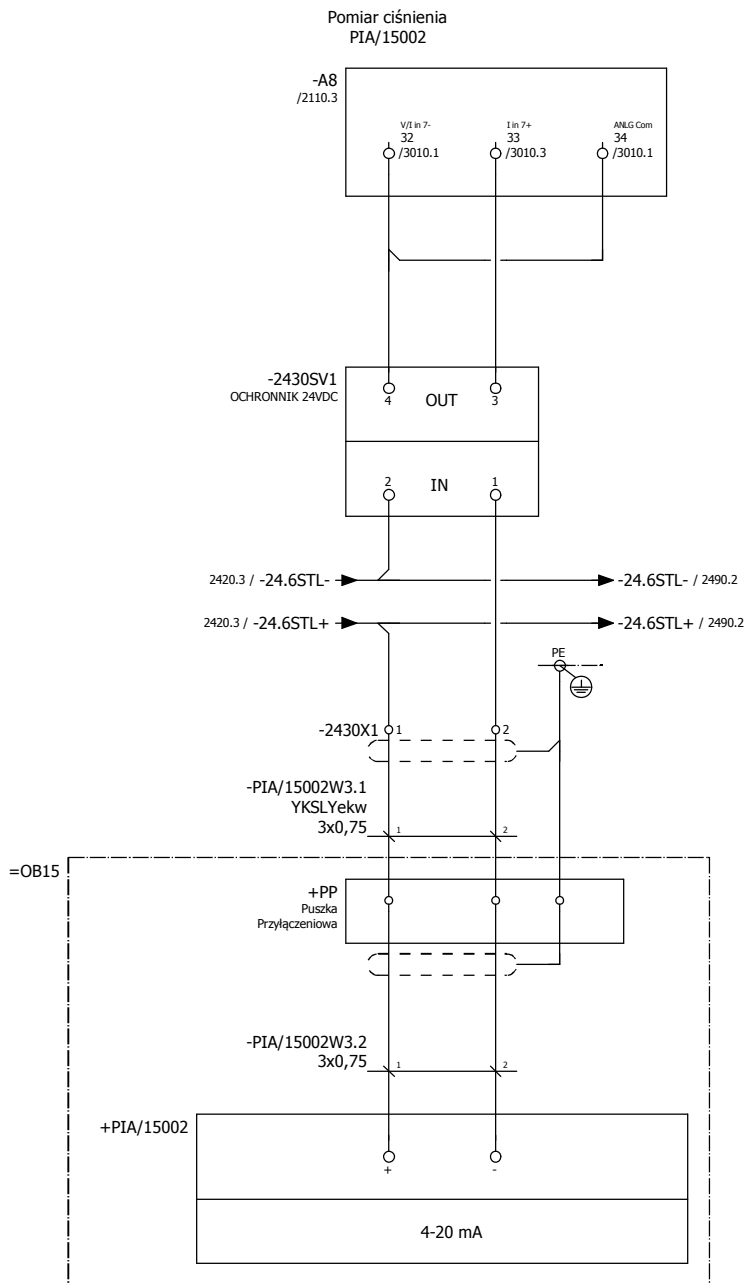 Pomiar ciśnienia
PIA/15002
-A8
/2110.3
V/I in 7-
32
/3010.1
I in 7+
33
/3010.3
ANLG Com
34
/3010.1
-2430SV1
OCHRONNIK 24VDC
4
OUT
3
2
IN
1
2420.3 / -24.6STL-
-24.6STL- / 2490.2
2420.3 / -24.6STL+
-24.6STL+ / 2490.2
PE
-2430X1
1
2
-PIA/15002W3.1
YKSLYekw
3x0,75
1
2
=OB15
+PP
Puszka
Przyłączeniowa
-PIA/15002W3.2
3x0,75
1
2
+PIA/15002
+
-
4-20 mA